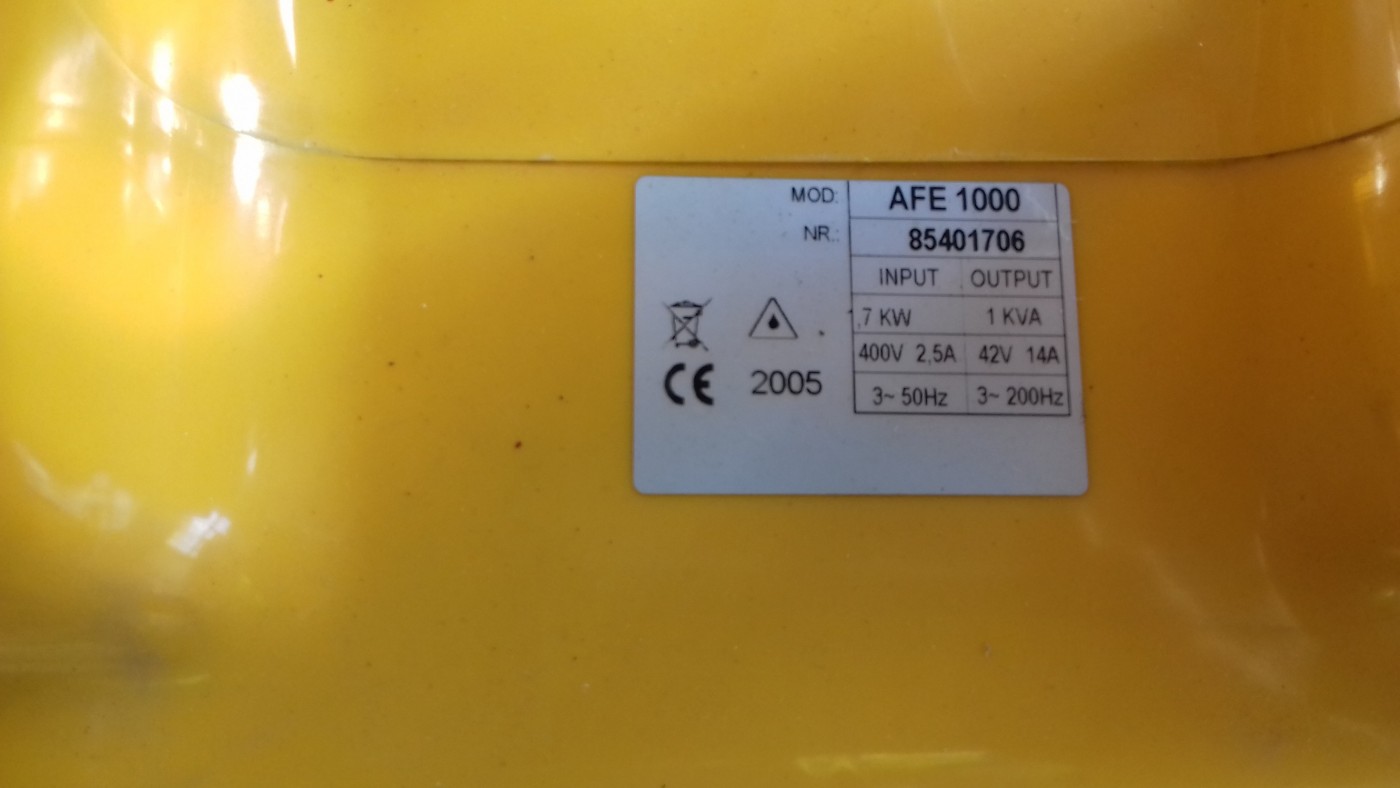 MOD: AFE 1000
NR.: 85401706
INPUT OUTPUT
,7 KW 1 KVA
400V 2,5A 42V 14A
3~ 50Hz 3~ 200Hz
CE 2005